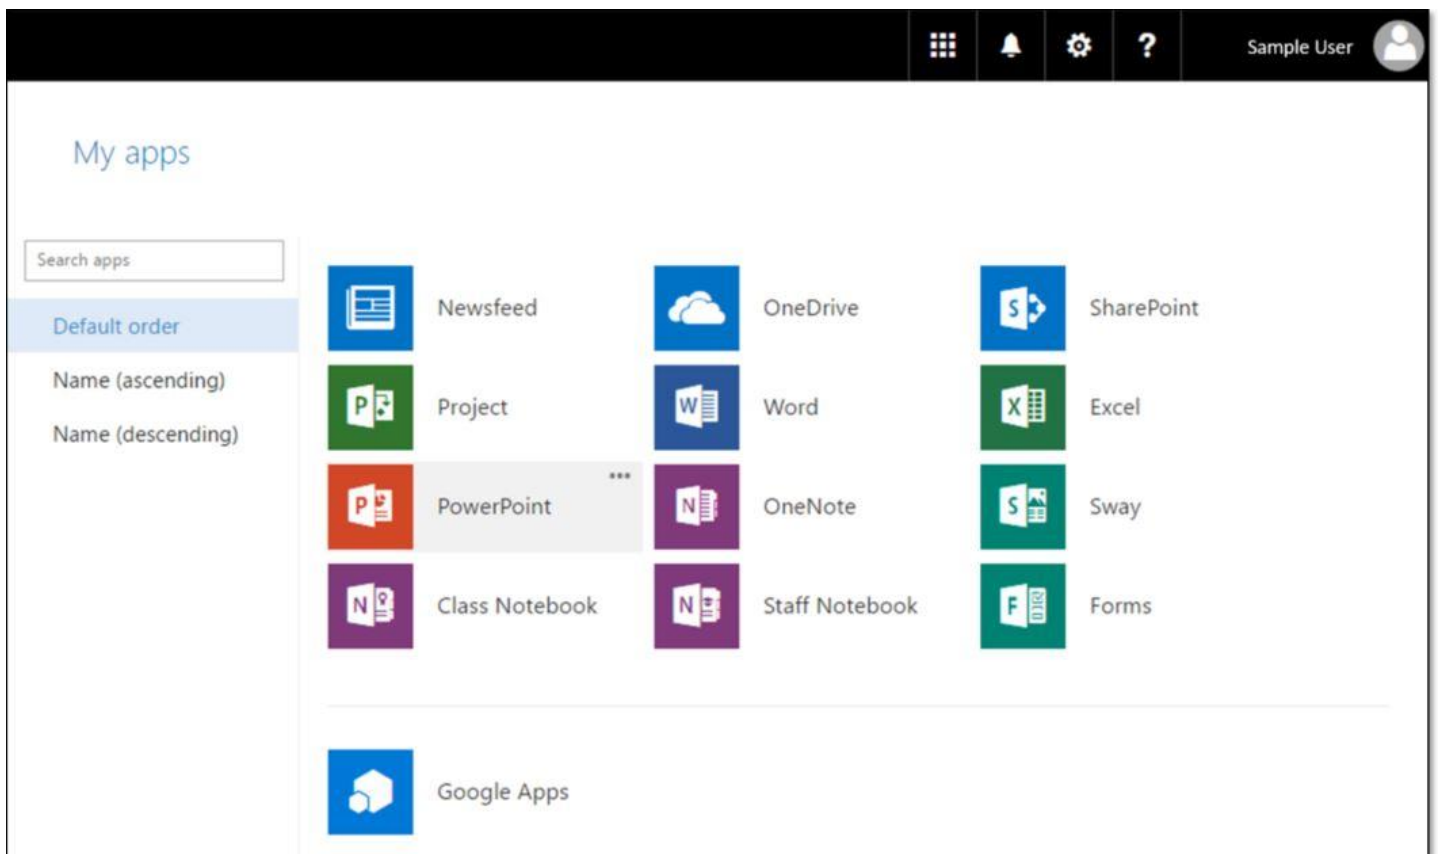 Sample User
My apps
Search apps
Default order
Name (ascending)
Name (descending)
Newsfeed
OneDrive
SharePoint
Project
Word
Excel
PowerPoint
OneNote
Sway
Class Notebook
Staff Notebook
Forms
Google Apps